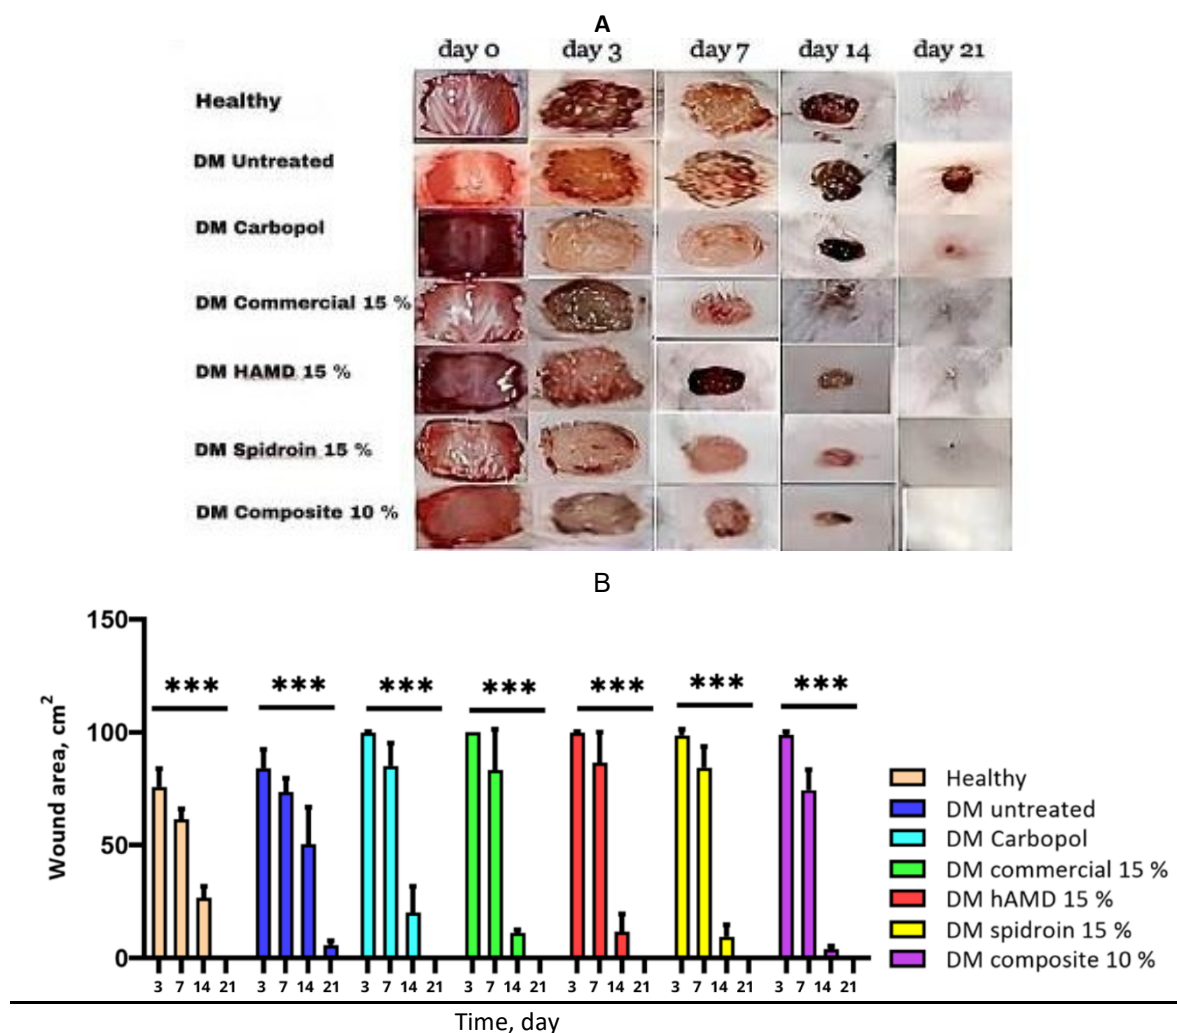 A
day 0 day 3 day 7 day 14 day 21
Healthy
DM Untreated
DM Carbopol
DM Commercial 15 %
DM HAMD 15 %
DM Spidroin 15 %
DM Composite 10 %
B
150
100
50
0
Wound area, cm²
*** *** *** *** *** *** ***
3 7 14 21 3 7 14 21 3 7 14 21 3 7 14 21 3 7 14 21 3 7 14 21 3 7 14 21
Time, day
Healthy
DM untreated
DM Carbopol
DM commercial 15 %
DM hAMD 15 %
DM spidroin 15 %
DM composite 10 %